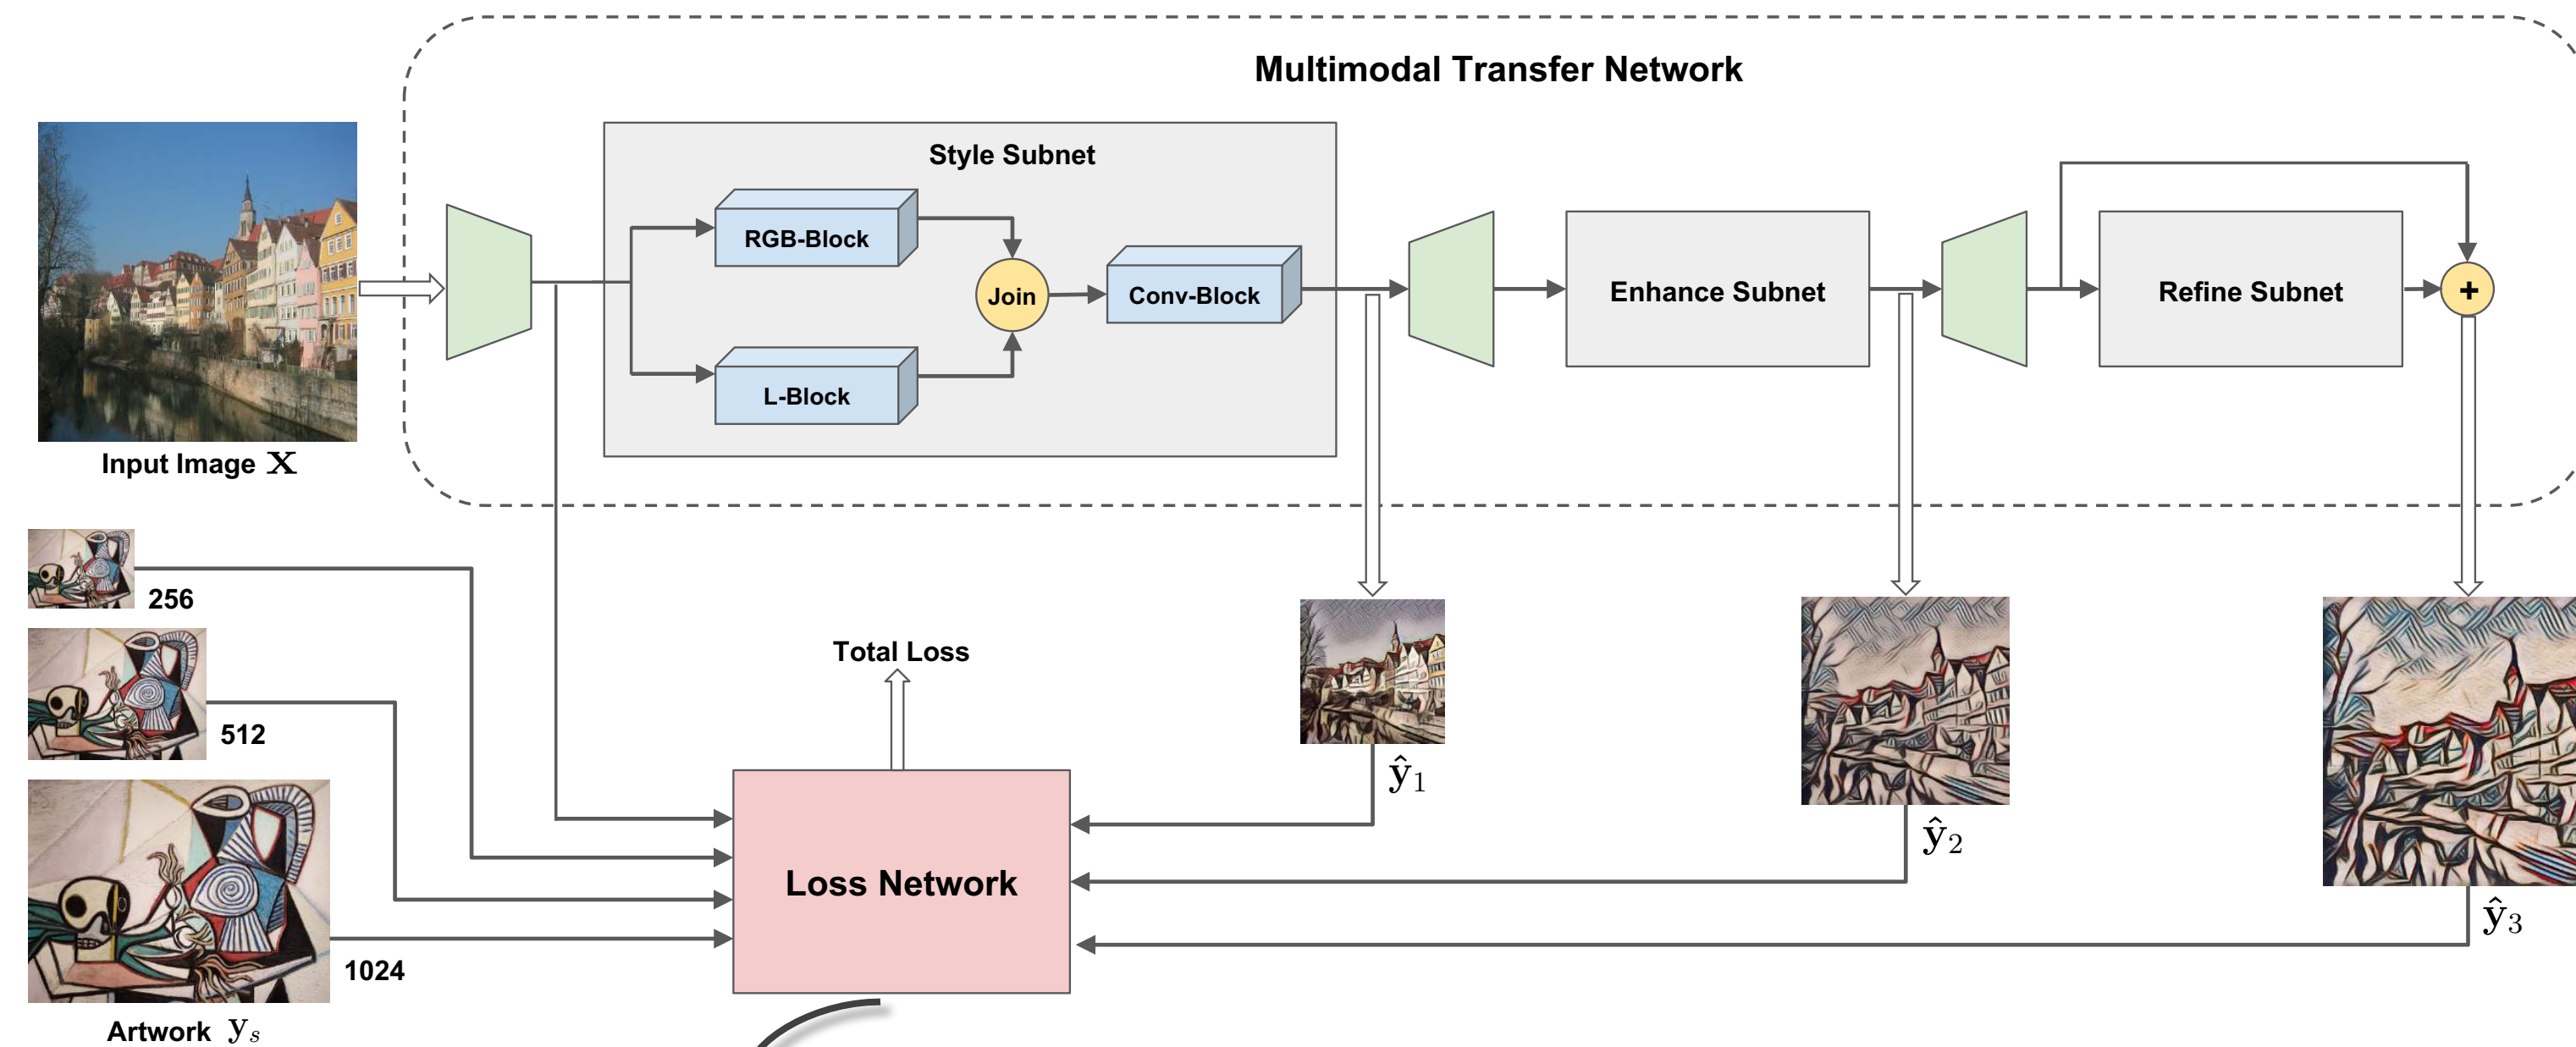 Multimodal Transfer Network
Style Subnet
RGB-Block
L-Block
Join
Conv-Block
Enhance Subnet
Refine Subnet
+
Input Image x
256
512
1024
Artwork yₛ
Total Loss
Loss Network
ŷ₁
ŷ₂
ŷ₃